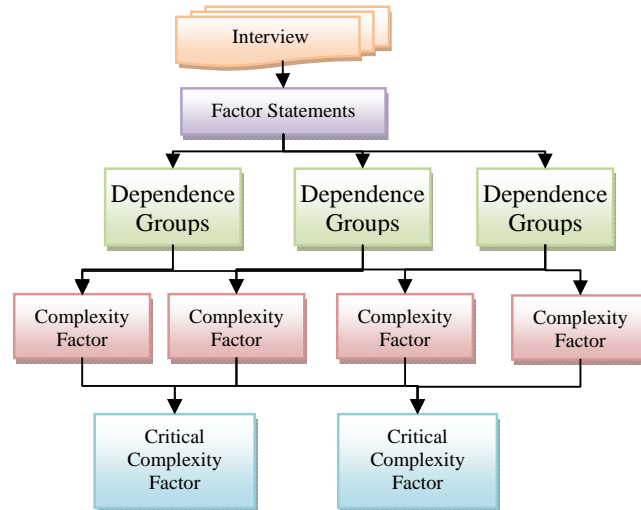 Interview
Factor Statements
Dependence
Groups
Dependence
Groups
Dependence
Groups
Complexity
Factor
Complexity
Factor
Complexity
Factor
Complexity
Factor
Critical
Complexity
Factor
Critical
Complexity
Factor